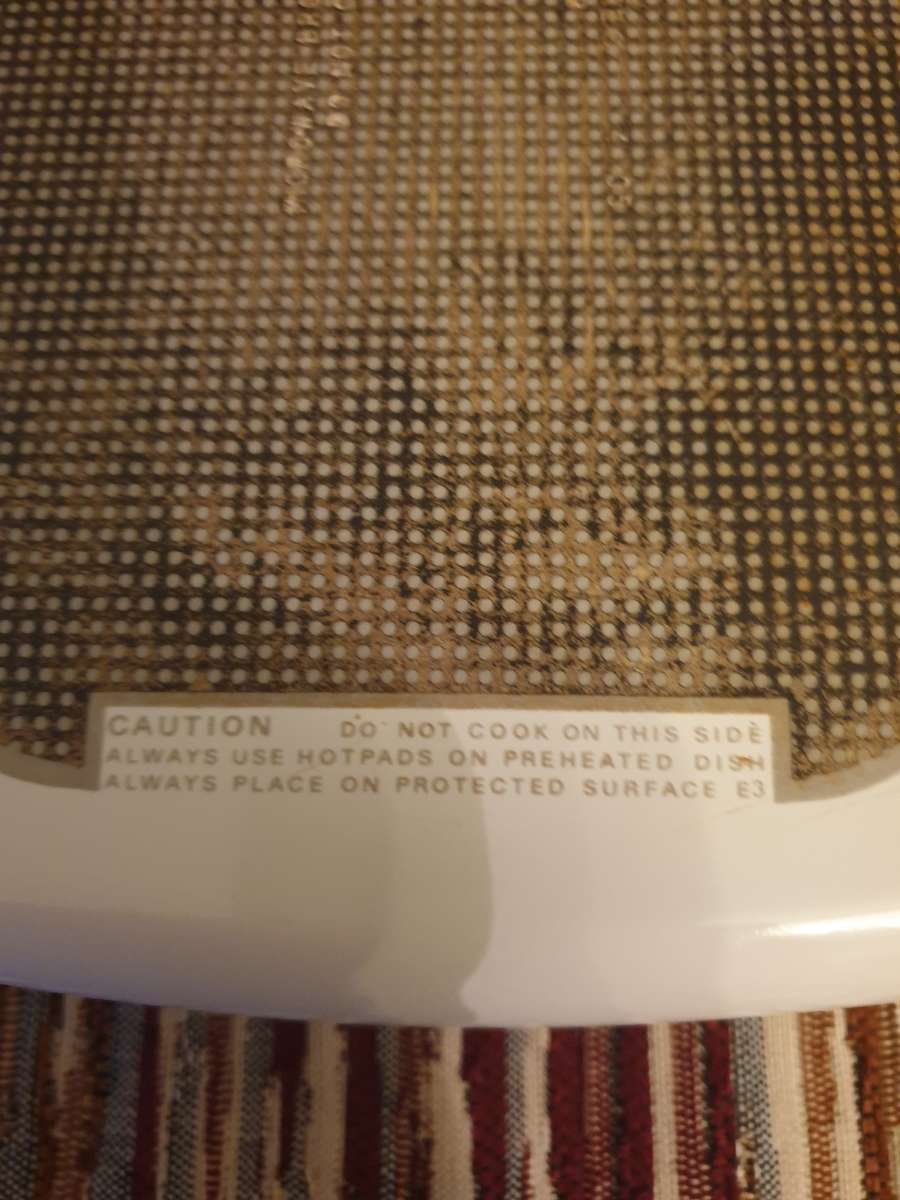 CAUTION DO NOT COOK ON THIS SIDE
ALWAYS USE HOTPADS ON PREHEATED DISH
ALWAYS PLACE ON PROTECTED SURFACE E3